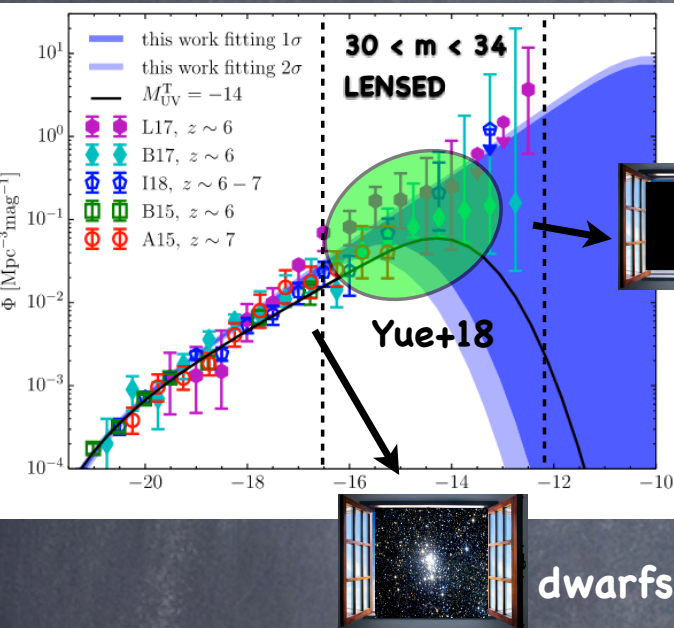 this work fitting 1σ
this work fitting 2σ
M_UV^T = −14
L17, z ∼ 6
B17, z ∼ 6
I18, z ∼ 6 − 7
B15, z ∼ 6
A15, z ∼ 7
30 < m < 34
LENSED
Yue+18
Φ [Mpc⁻³mag⁻¹]
10¹
10⁰
10⁻¹
10⁻²
10⁻³
10⁻⁴
−20 −18 −16 −14 −12 −10
dwarfs